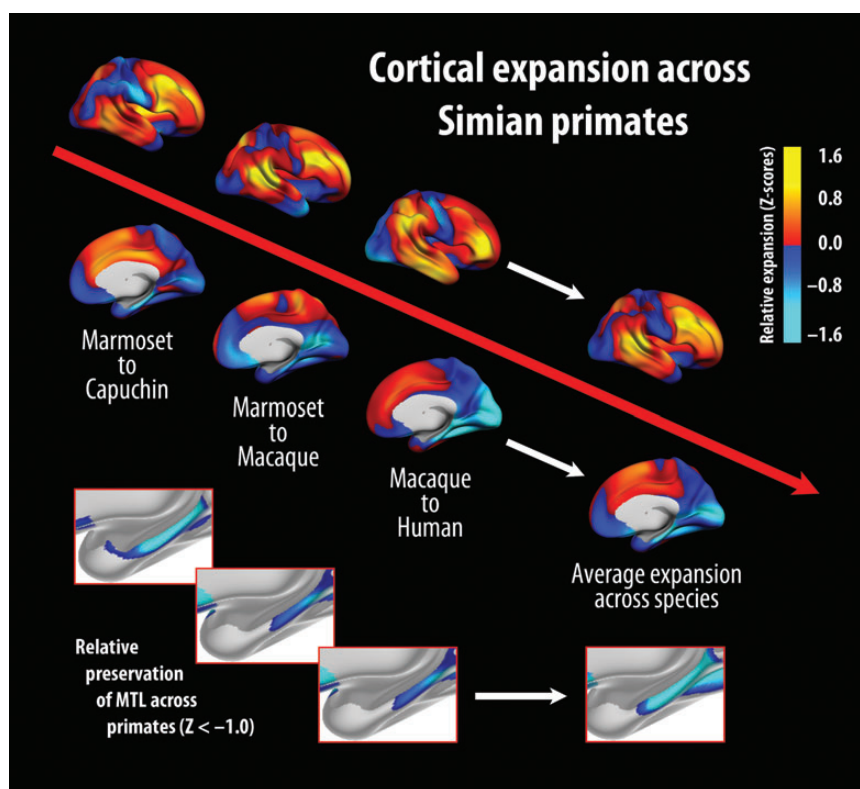 Cortical expansion across
Simian primates
Relative expansion (Z-scores)
1.6
0.8
0.0
−0.8
−1.6
Marmoset
to
Capuchin
Marmoset
to
Macaque
Macaque
to
Human
Average expansion
across species
Relative
preservation
of MTL across
primates (Z < −1.0)